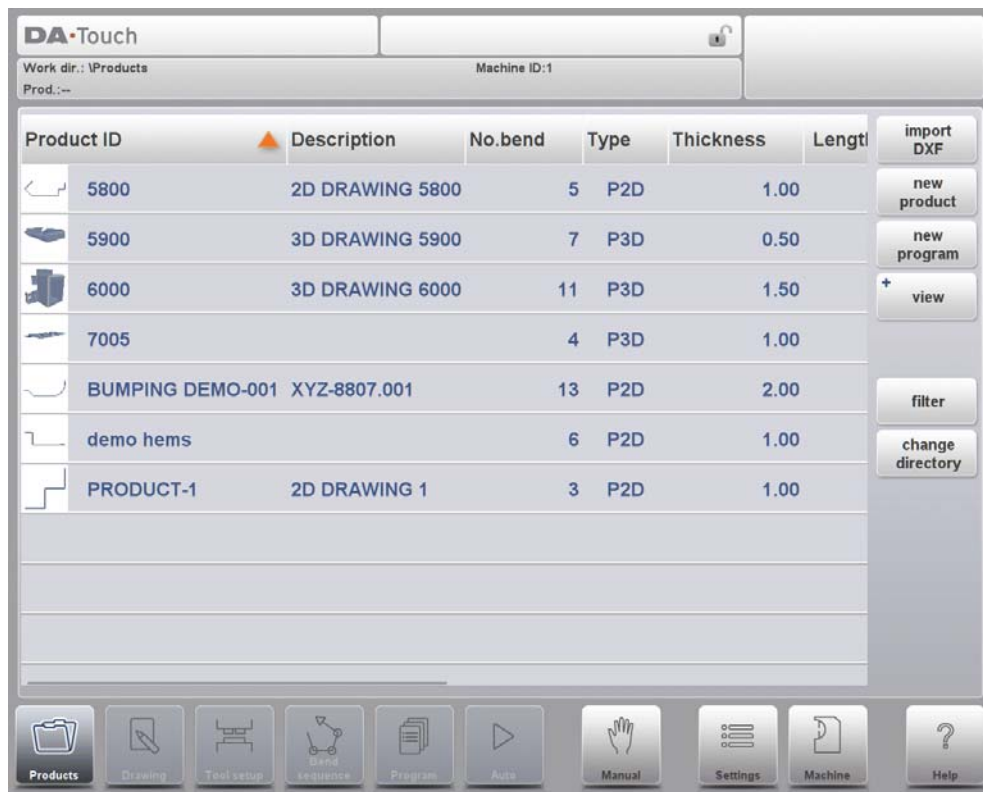 DA·Touch
Work dir.: \Products Machine ID:1
Prod.:--
Product ID Description No.bend Type Thickness Lengt
5800 2D DRAWING 5800 5 P2D 1.00
5900 3D DRAWING 5900 7 P3D 0.50
6000 3D DRAWING 6000 11 P3D 1.50
7005 4 P3D 1.00
BUMPING DEMO-001 XYZ-8807.001 13 P2D 2.00
demo hems 6 P2D 1.00
PRODUCT-1 2D DRAWING 1 3 P2D 1.00
import
DXF
new
product
new
program
+ view
filter
change
directory
Products
Drawing
Tool setup
Bend
sequence
Program
Auto
Manual
Settings
Machine
? Help